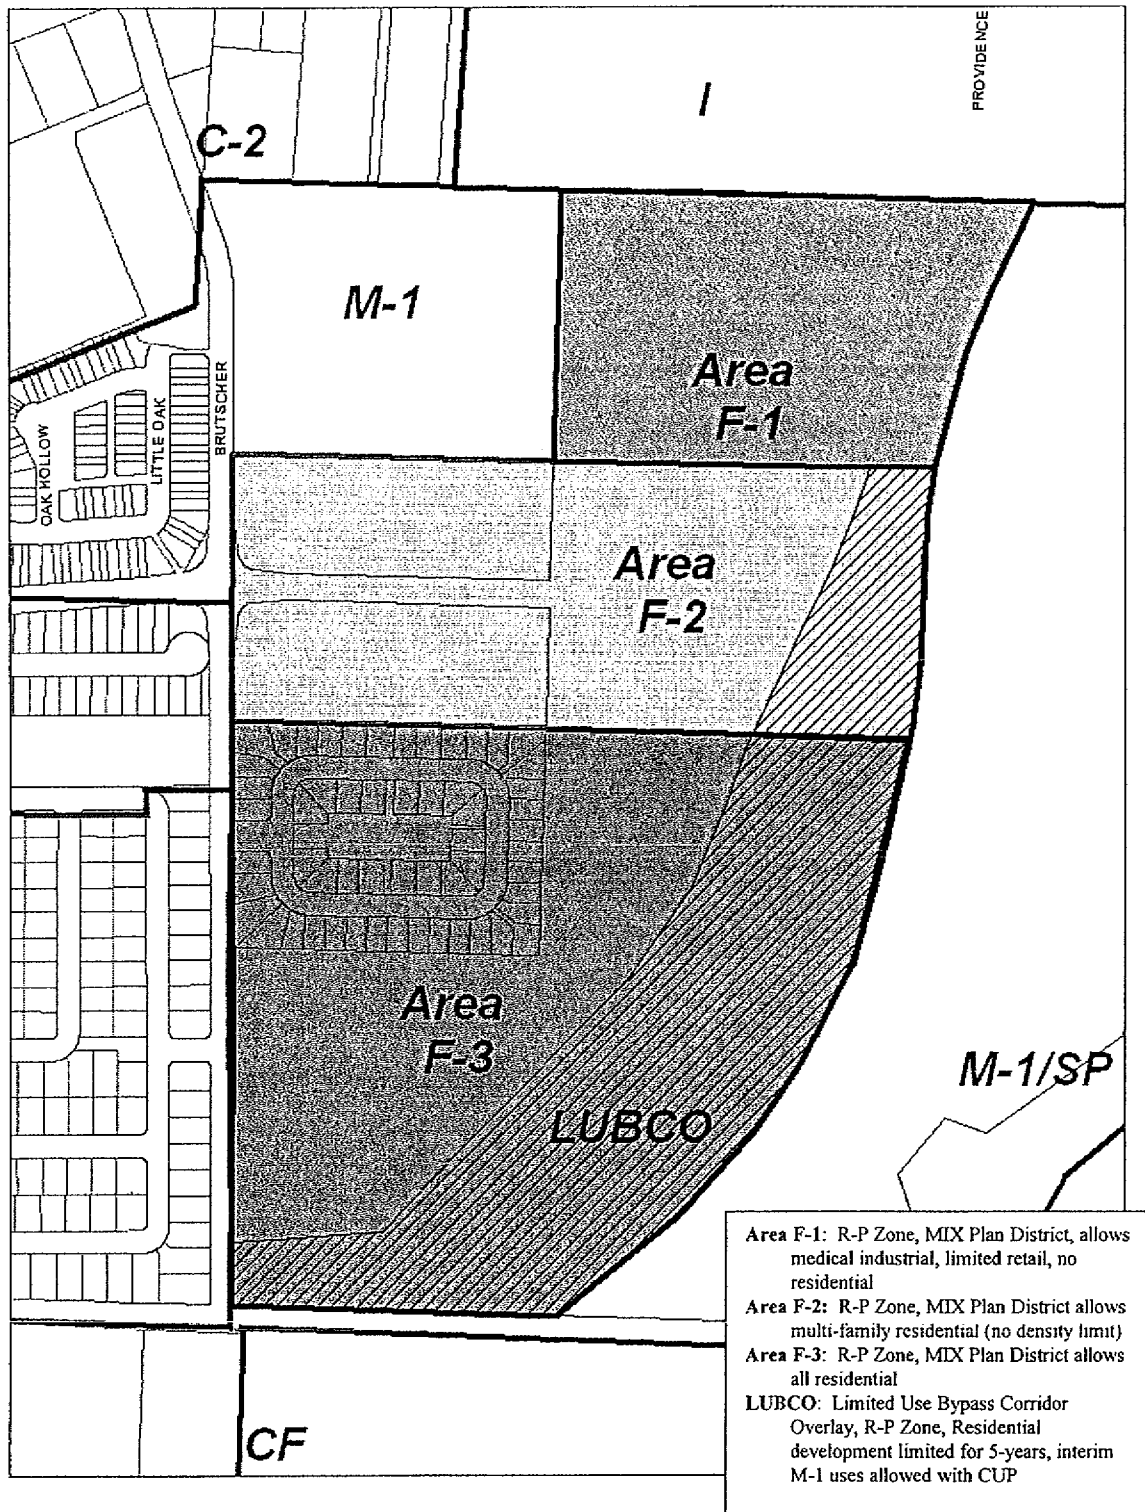 PROVIDENCE
I
C-2
M-1
Area
F-1
BRUTSCHER
LITTLE OAK
OAK HOLLOW
Area
F-2
Area
F-3
M-1/SP
LUBCO
Area F-1: R-P Zone, MIX Plan District, allows
medical industrial, limited retail, no
residential
Area F-2: R-P Zone, MIX Plan District allows
multi-family residential (no density limit)
Area F-3: R-P Zone, MIX Plan District allows
all residential
LUBCO: Limited Use Bypass Corridor
Overlay, R-P Zone, Residential
development limited for 5-years, interim
M-1 uses allowed with CUP
CF